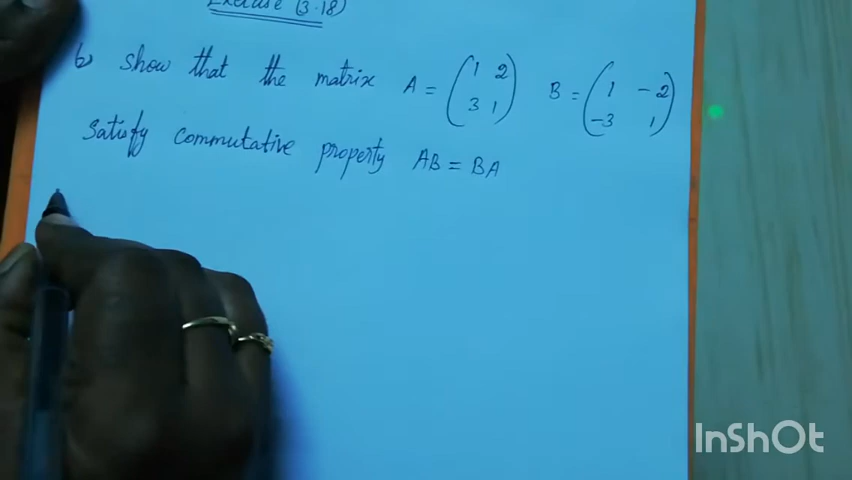 Exercise (3.18)
6) show that the matrix A = (1 2 3 1) B = (1 -2 -3 1)
Satisfy commutative property AB = BA
InShOt